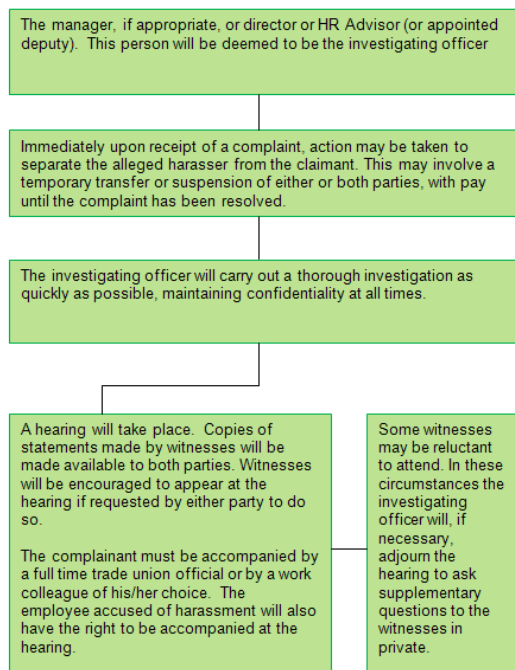 The manager, if appropriate, or director or HR Advisor (or appointed
deputy).  This person will be deemed to be the investigating officer
Immediately upon receipt of a complaint, action may be taken to
separate the alleged harasser from the claimant. This may involve a
temporary transfer or suspension of either or both parties, with pay
until the complaint has been resolved.
The investigating officer will carry out a thorough investigation as
quickly as possible, maintaining confidentiality at all times.
A hearing will take place.  Copies of
statements made by witnesses will be
made available to both parties. Witnesses
will be encouraged to appear at the
hearing if requested by either party to do
so.
The complainant must be accompanied by
a full time trade union official or by a work
colleague of his/her choice.  The
employee accused of harassment will also
have the right to be accompanied at the
hearing.
Some witnesses
may be reluctant
to attend. In these
circumstances the
investigating
officer will, if
necessary,
adjourn the
hearing to ask
supplementary
questions to the
witnesses in
private.